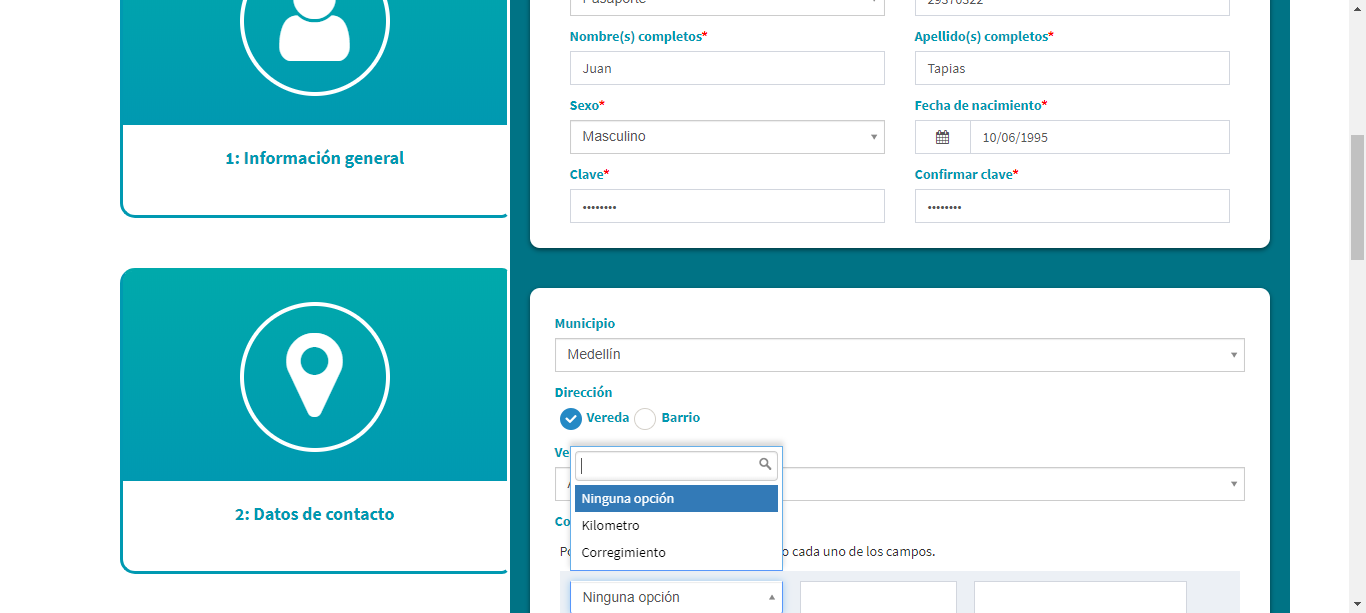 Pasaporte
29370322
Nombre(s) completos*
Apellido(s) completos*
Juan
Tapias
Sexo*
Fecha de nacimiento*
Masculino
10/06/1995
1: Información general
Clave*
Confirmar clave*
••••••••
••••••••
Municipio
Medellín
Dirección
Vereda
Barrio
Ve
Ninguna opción
Kilometro
Co
Corregimiento
cada uno de los campos.
Ninguna opción
2: Datos de contacto